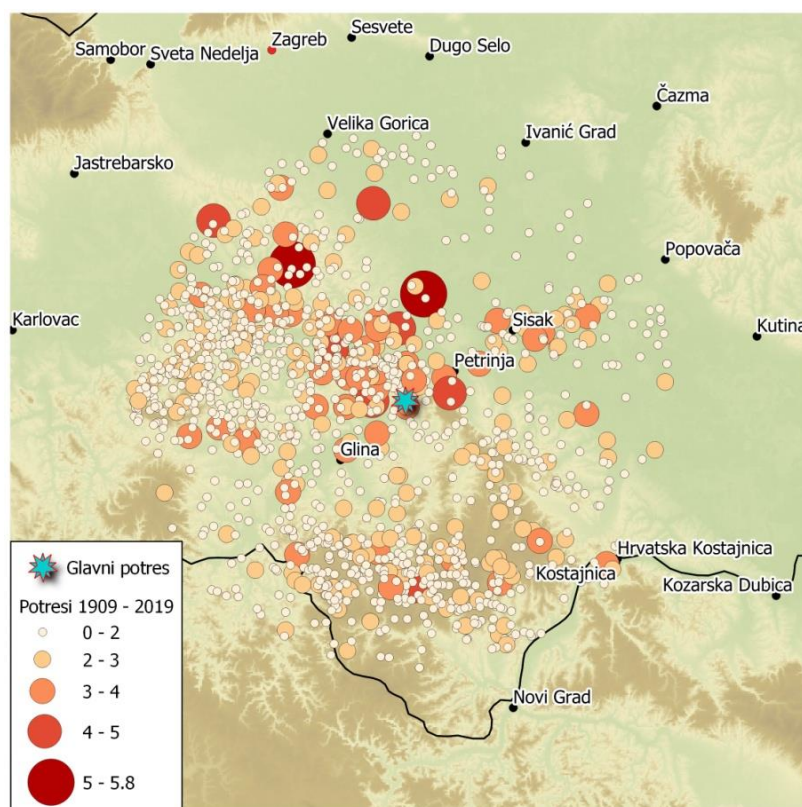 Sesvete
Zagreb
Samobor
Sveta Nedelja
Dugo Selo
Čazma
Velika Gorica
Ivanić Grad
Jastrebarsko
Popovača
Karlovac
Sisak
Kutina
Petrinja
Glina
Hrvatska Kostajnica
Kostajnica
Kozarska Dubica
Novi Grad
Glavni potres
Potresi 1909 - 2019
0 - 2
2 - 3
3 - 4
4 - 5
5 - 5.8